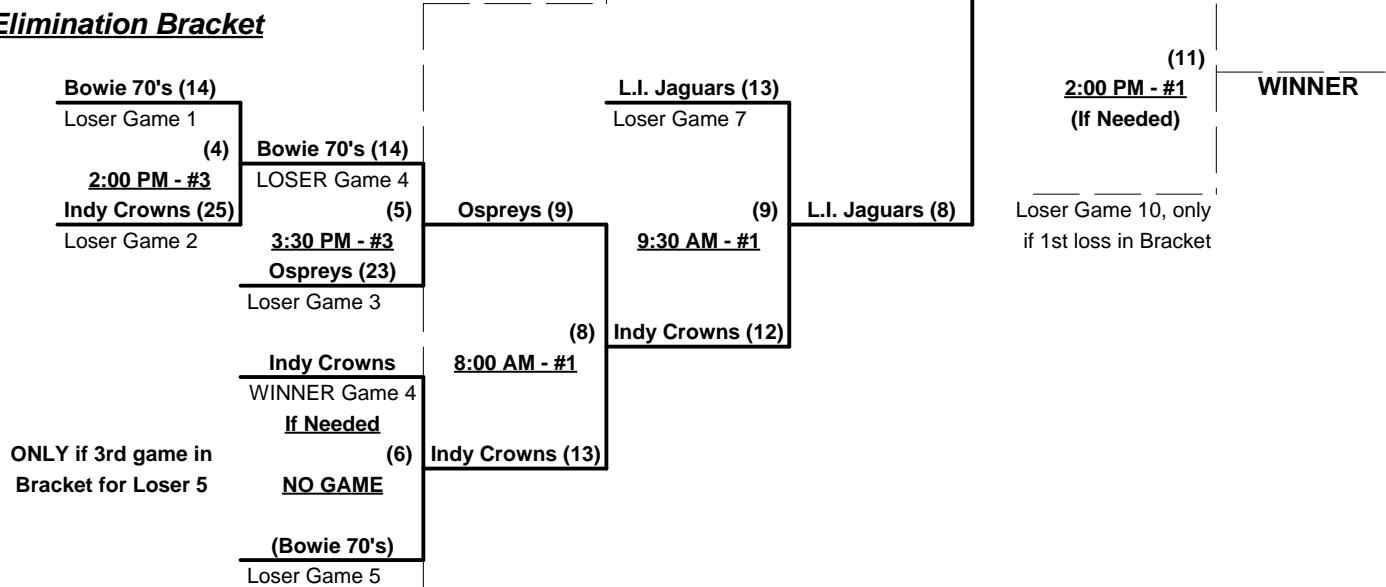 Elimination Bracket
Bowie 70's (14)
Loser Game 1
(4)
2:00 PM - #3
Indy Crowns (25)
Loser Game 2
Bowie 70's (14)
LOSER Game 4
(5)
3:30 PM - #3
Ospreys (23)
Loser Game 3
Indy Crowns
WINNER Game 4
If Needed
ONLY if 3rd game in
Bracket for Loser 5
(6)
NO GAME
(Bowie 70's)
Loser Game 5
Ospreys (9)
(8)
8:00 AM - #1
Indy Crowns (13)
L.I. Jaguars (13)
Loser Game 7
(9)
9:30 AM - #1
Indy Crowns (12)
L.I. Jaguars (8)
(11)
2:00 PM - #1
(If Needed)
WINNER
Loser Game 10, only
if 1st loss in Bracket